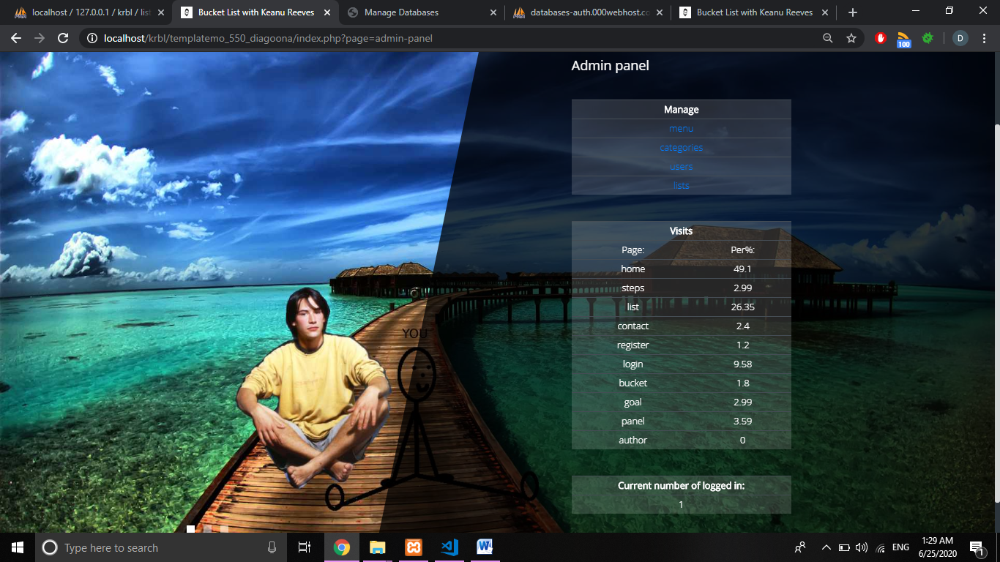 localhost / 127.0.0.1 / krbl / list
Bucket List with Keanu Reeves
Manage Databases
databases-auth.000webhost.co
Bucket List with Keanu Reeves
localhost/krbl/templatemo_550_diagoona/index.php?page=admin-panel
100
D
Admin panel
Manage
menu
categories
users
lists
Visits
Page: Per%:
home 49.1
steps 2.99
list 26.35
contact 2.4
register 1.2
login 9.58
bucket 1.8
goal 2.99
panel 3.59
author 0
YOU
Current number of logged in:
1
Type here to search
ENG
1:29 AM
6/25/2020
1